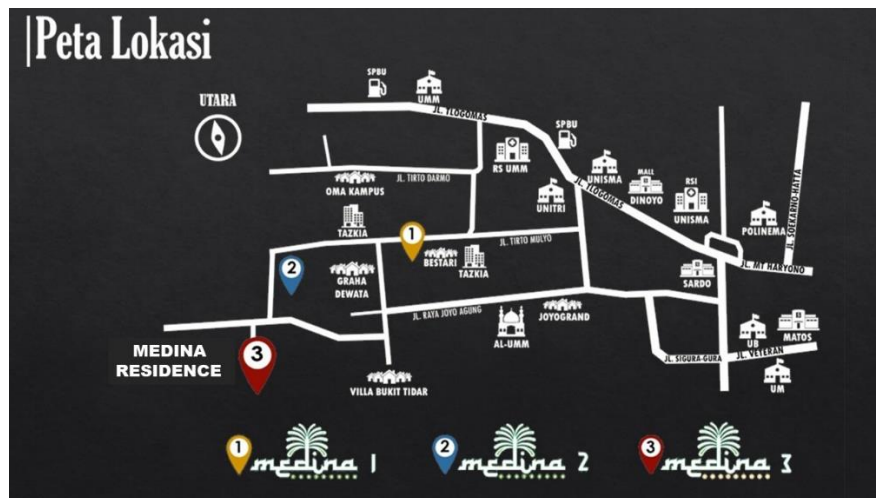 |Peta Lokasi
UTARA
SPBU
UMM
JL. TLOGOMAS
SPBU
RS UMM
UNISMA
MALL
DINOYO
RSI
UNISMA
JL. TLOGOMAS
OMA KAMPUS
JL. TIRTO DARMO
UNITRI
POLINEMA
JL. SOEKARNO-HATTA
TAZKIA
1
BESTARI
TAZKIA
JL. TIRTO MULYO
2
GRAHA
DEWATA
SARDO
JL. MT HARYONO
JL. RAYA JOYO AGUNG
AL-UMM
JOYOGRAND
UB
MATOS
JL. SIGURA-GURA
JL. VETERAN
UM
MEDINA
RESIDENCE
3
VILLA BUKIT TIDAR
1 medina 1
2 medina 2
3 medina 3